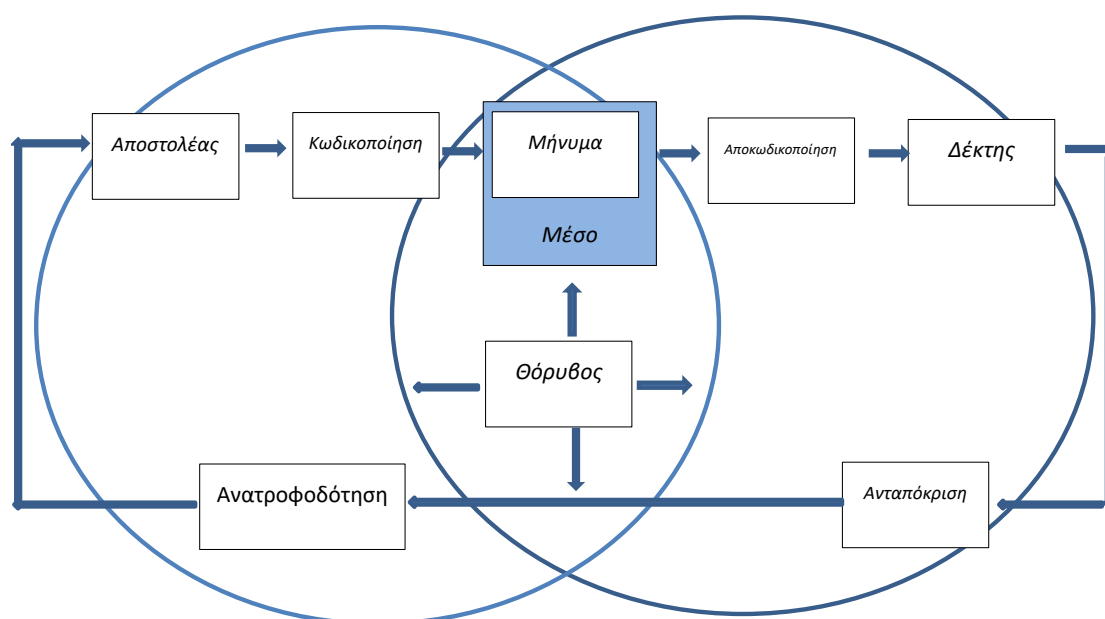 Αποστολέας
Κωδικοποίηση
Μήνυμα
Μέσο
Αποκωδικοποίηση
Δέκτης
Θόρυβος
Ανατροφοδότηση
Ανταπόκριση